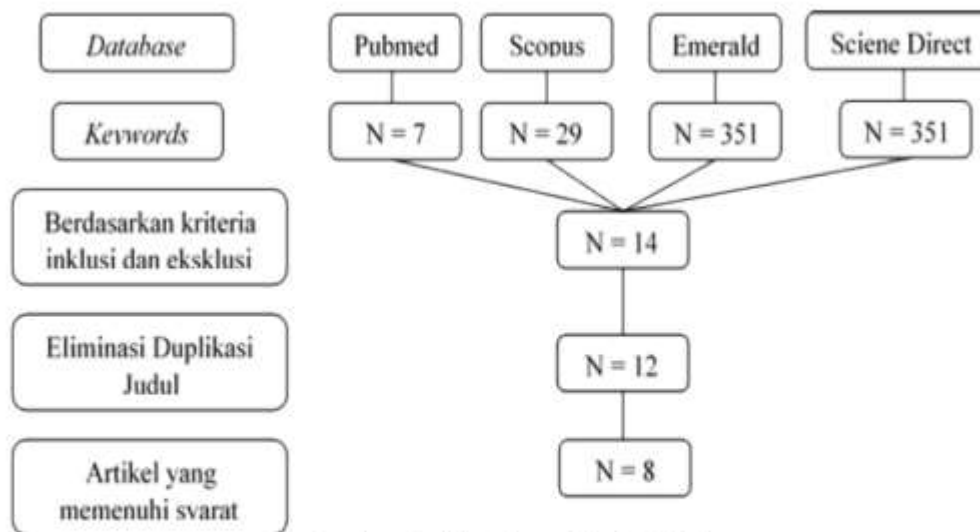 Database
Pubmed
Scopus
Emerald
Sciene Direct
Keywords
N = 7
N = 29
N = 351
N = 351
Berdasarkan kriteria
inklusi dan eksklusi
N = 14
Eliminasi Duplikasi
Judul
N = 12
Artikel yang
memenuhi syarat
N = 8